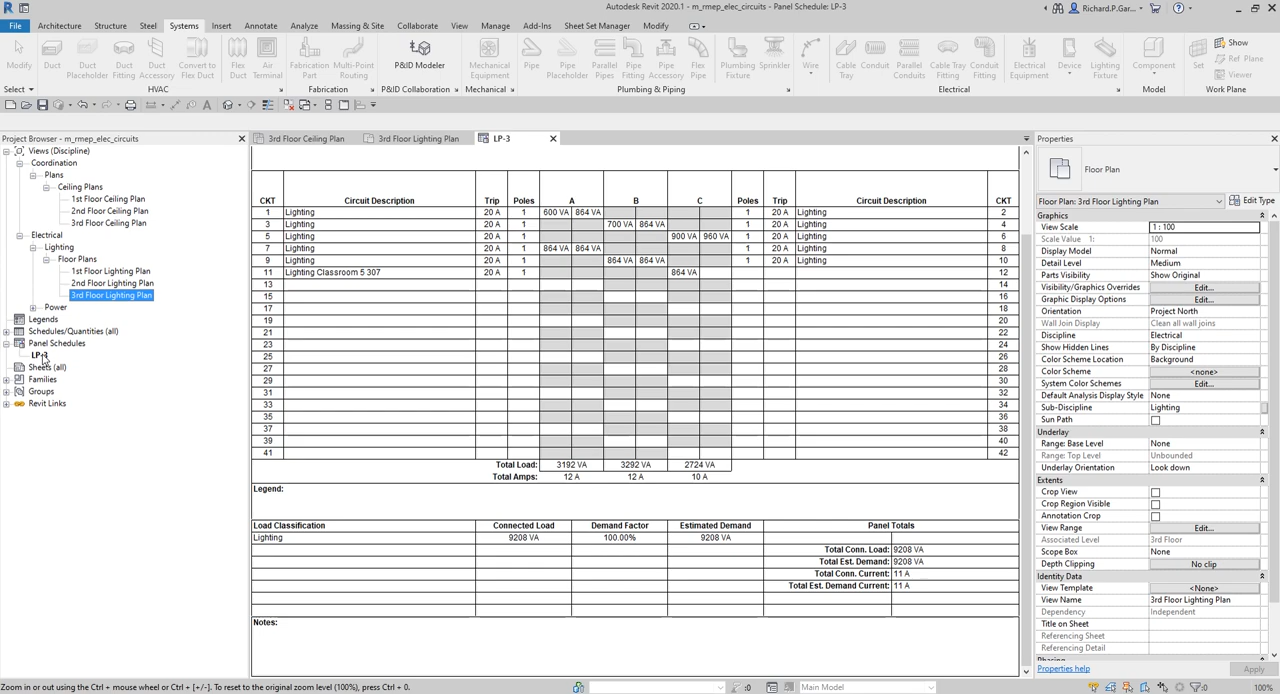 Autodesk Revit 2020.1 - m_rmep_elec_circuits - Panel Schedule: LP-3
Richard.P.Gar...
File Architecture Structure Steel Systems Insert Annotate Analyze Massing & Site Collaborate View Manage Add-Ins Sheet Set Manager Modify
Modify
Duct
Duct Placeholder
Duct Fitting
Duct Accessory
Convert to Flex Duct
Flex Duct
Air Terminal
Fabrication Part
Multi-Point Routing
P&ID Modeler
Mechanical Equipment
Pipe
Pipe Placeholder
Parallel Pipes
Pipe Fitting
Pipe Accessory
Flex Pipe
Plumbing Fixture
Sprinkler
Wire
Cable Tray
Conduit
Parallel Conduits
Cable Tray Fitting
Conduit Fitting
Electrical Equipment
Device
Lighting Fixture
Component
Set
Show
Ref Plane
Viewer
Select HVAC Fabrication P&ID Collaboration Mechanical Plumbing & Piping Electrical Model Work Plane
Project Browser - m_rmep_elec_circuits
Views (Discipline)
Coordination
Plans
Ceiling Plans
1st Floor Ceiling Plan
2nd Floor Ceiling Plan
3rd Floor Ceiling Plan
Electrical
Lighting
Floor Plans
1st Floor Lighting Plan
2nd Floor Lighting Plan
3rd Floor Lighting Plan
Power
Legends
Schedules/Quantities (all)
Panel Schedules
LP-3
Sheets (all)
Families
Groups
Revit Links
3rd Floor Ceiling Plan 3rd Floor Lighting Plan LP-3
CKT Circuit Description Trip Poles A B C Poles Trip Circuit Description CKT
1 Lighting 20 A 1 600 VA 864 VA 1 20 A Lighting 2
3 Lighting 20 A 1 700 VA 864 VA 1 20 A Lighting 4
5 Lighting 20 A 1 900 VA 960 VA 1 20 A Lighting 6
7 Lighting 20 A 1 864 VA 864 VA 1 20 A Lighting 8
9 Lighting 20 A 1 864 VA 864 VA 1 20 A Lighting 10
11 Lighting Classroom 5 307 20 A 1 864 VA 12
13 14
15 16
17 18
19 20
21 22
23 24
25 26
27 28
29 30
31 32
33 34
35 36
37 38
39 40
41 42
Total Load: 3192 VA 3292 VA 2724 VA
Total Amps: 12 A 12 A 10 A
Legend:
Load Classification Connected Load Demand Factor Estimated Demand Panel Totals
Lighting 9208 VA 100.00% 9208 VA
Total Conn. Load: 9208 VA
Total Est. Demand: 9208 VA
Total Conn. Current: 11 A
Total Est. Demand Current: 11 A
Notes:
Properties
Floor Plan
Floor Plan: 3rd Floor Lighting Plan Edit Type
Graphics
View Scale 1 : 100
Scale Value 1: 100
Display Model Normal
Detail Level Medium
Parts Visibility Show Original
Visibility/Graphics Overrides Edit...
Graphic Display Options Edit...
Orientation Project North
Wall Join Display Clean all wall joins
Discipline Electrical
Show Hidden Lines By Discipline
Color Scheme Location Background
Color Scheme <none>
System Color Schemes Edit...
Default Analysis Display Style None
Sub-Discipline Lighting
Sun Path
Underlay
Range: Base Level None
Range: Top Level Unbounded
Underlay Orientation Look down
Extents
Crop View
Crop Region Visible
Annotation Crop
View Range Edit...
Associated Level 3rd Floor
Scope Box None
Depth Clipping No clip
Identity Data
View Template <None>
View Name 3rd Floor Lighting Plan
Dependency Independent
Title on Sheet
Referencing Sheet
Referencing Detail
Phasing
Properties help Apply
Zoom in or out using the Ctrl + mouse wheel or Ctrl + [+/-]. To reset to the original zoom level (100%), press Ctrl + 0.
:0 Main Model :0 100%